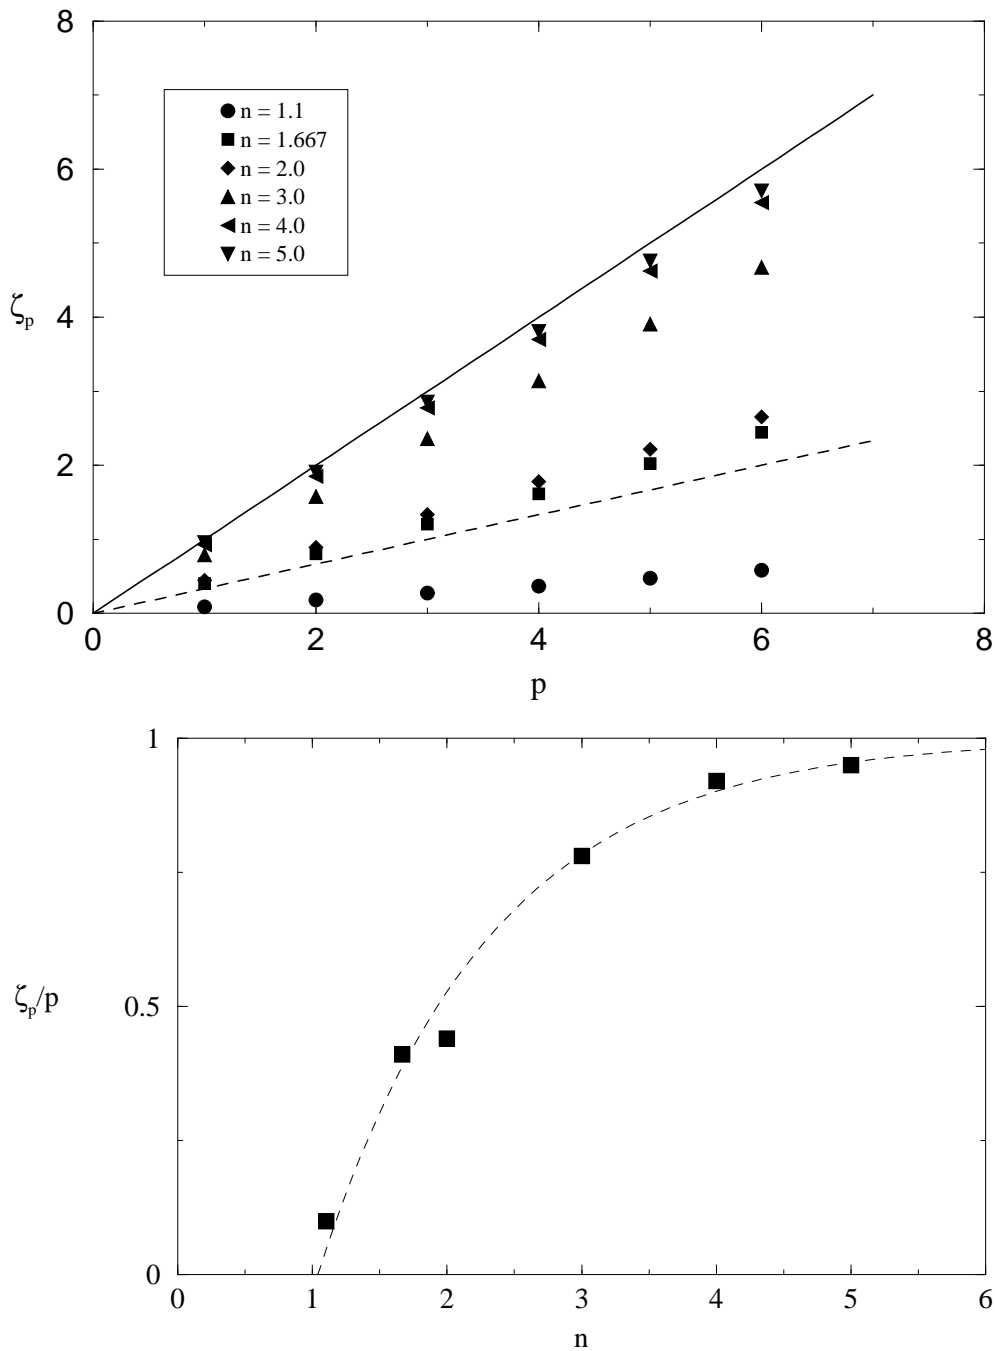 8
6
4
2
0
ζp
n = 1.1
n = 1.667
n = 2.0
n = 3.0
n = 4.0
n = 5.0
0 2 4 6 8
p
1
0.5
0
ζp/p
0 1 2 3 4 5 6
n